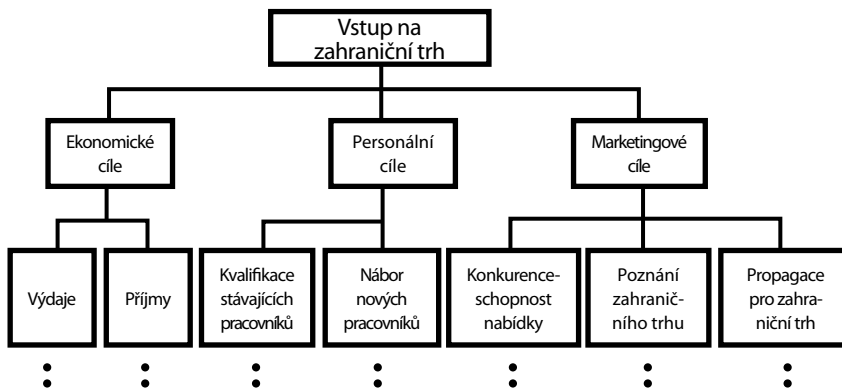 Vstup na
zahraniční trh
Ekonomické
cíle
Personální
cíle
Marketingové
cíle
Výdaje
Příjmy
Kvalifikace
stávajících
pracovníků
Nábor
nových
pracovníků
Konkurence-
schopnost
nabídky
Poznání
zahranič-
ního trhu
Propagace
pro zahra-
niční trh